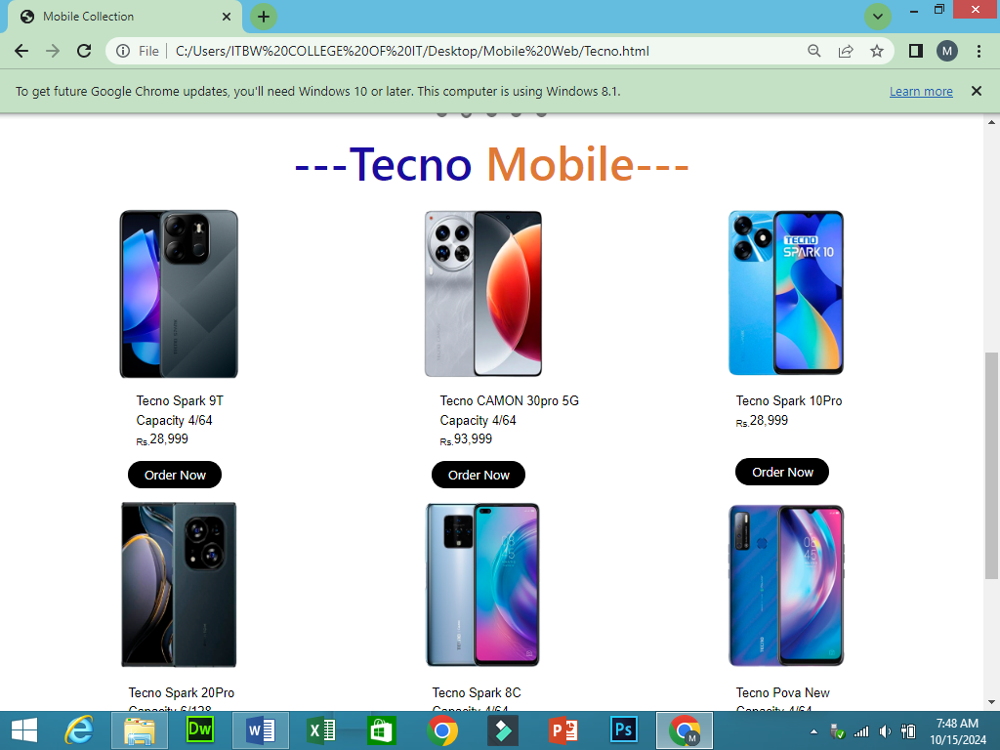 Mobile Collection
File
C:/Users/ITBW%20COLLEGE%20OF%20IT/Desktop/Mobile%20Web/Tecno.html
M
To get future Google Chrome updates, you'll need Windows 10 or later. This computer is using Windows 8.1.
Learn more
---Tecno Mobile---
TECNO
SPARK 10
Tecno Spark 9T
Capacity 4/64
Rs.28,999
Order Now
Tecno CAMON 30pro 5G
Capacity 4/64
Rs.93,999
Order Now
Tecno Spark 10Pro
Rs.28,999
Order Now
Tecno Spark 20Pro
Capacity 6/128
Tecno Spark 8C
Capacity 4/64
Tecno Pova New
Capacity 4/64
Dw
W
X
P
Ps
M
7:48 AM
10/15/2024